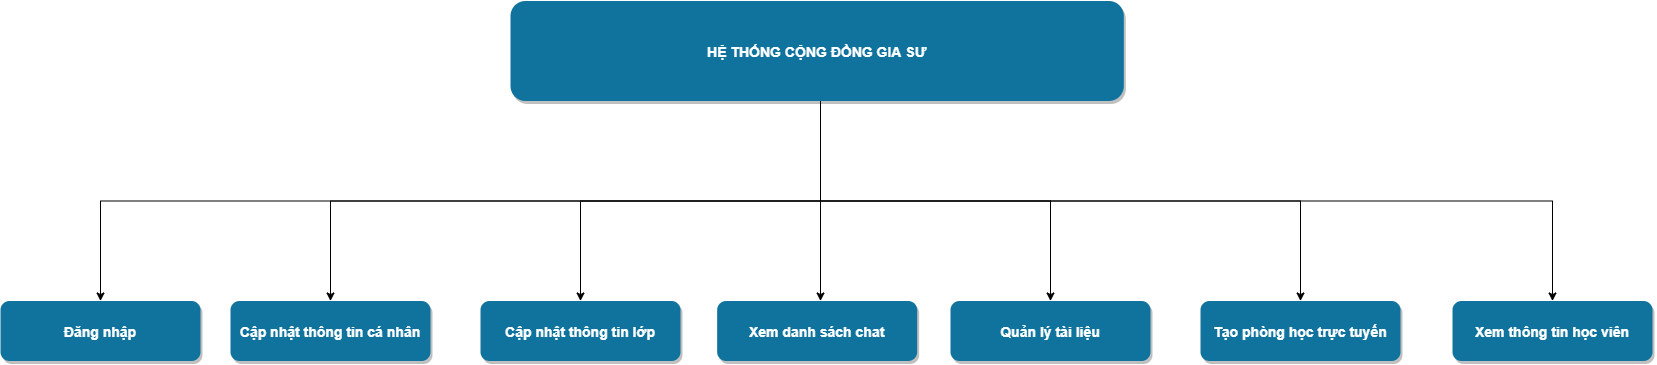 HỆ THỐNG CỘNG ĐỒNG GIA SƯ
Đăng nhập
Cập nhật thông tin cá nhân
Cập nhật thông tin lớp
Xem danh sách chat
Quản lý tài liệu
Tạo phòng học trực tuyến
Xem thông tin học viên